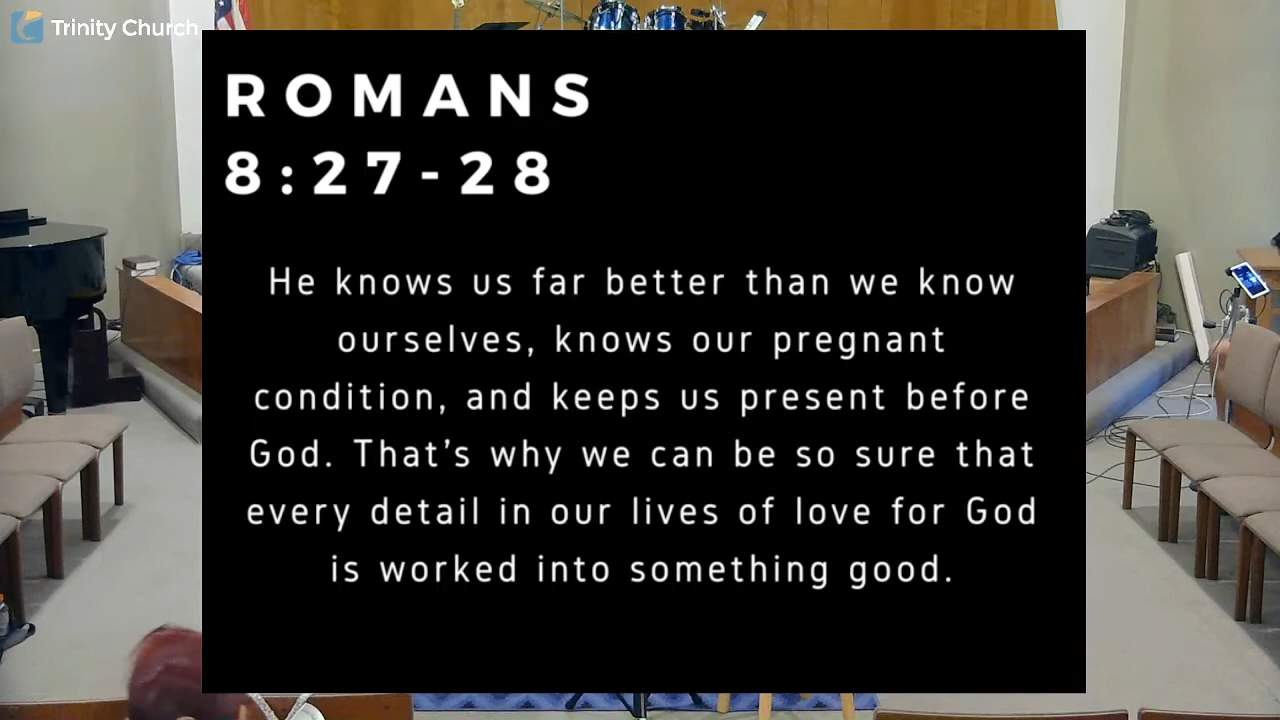 Trinity Church
ROMANS
8:27-28
He knows us far better than we know
ourselves, knows our pregnant
condition, and keeps us present before
God. That’s why we can be so sure that
every detail in our lives of love for God
is worked into something good.